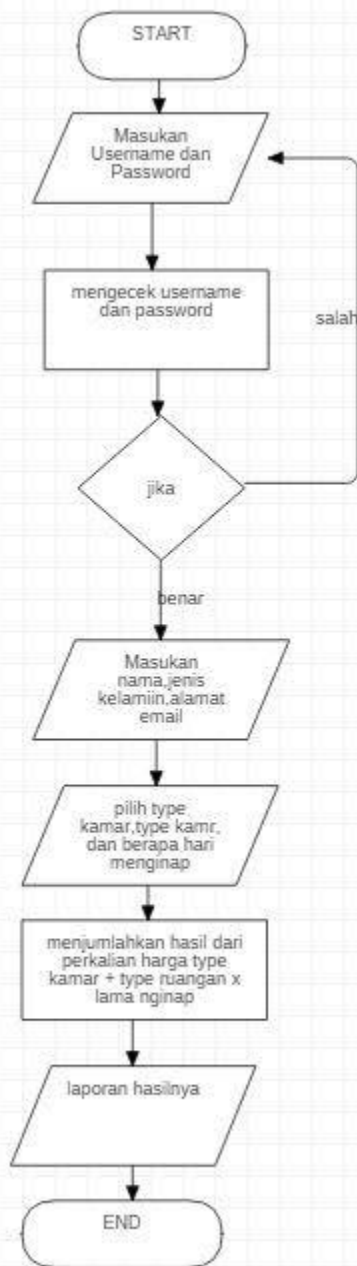 START
Masukan
Username dan
Password
mengecek username
dan password
salah
jika
benar
Masukan
nama,jenis
kelamiin,alamat
email
pilih type
kamar,type kamr,
dan berapa hari
menginap
menjumlahkan hasil dari
perkalian harga type
kamar + type ruangan x
lama nginap
laporan hasilnya
END